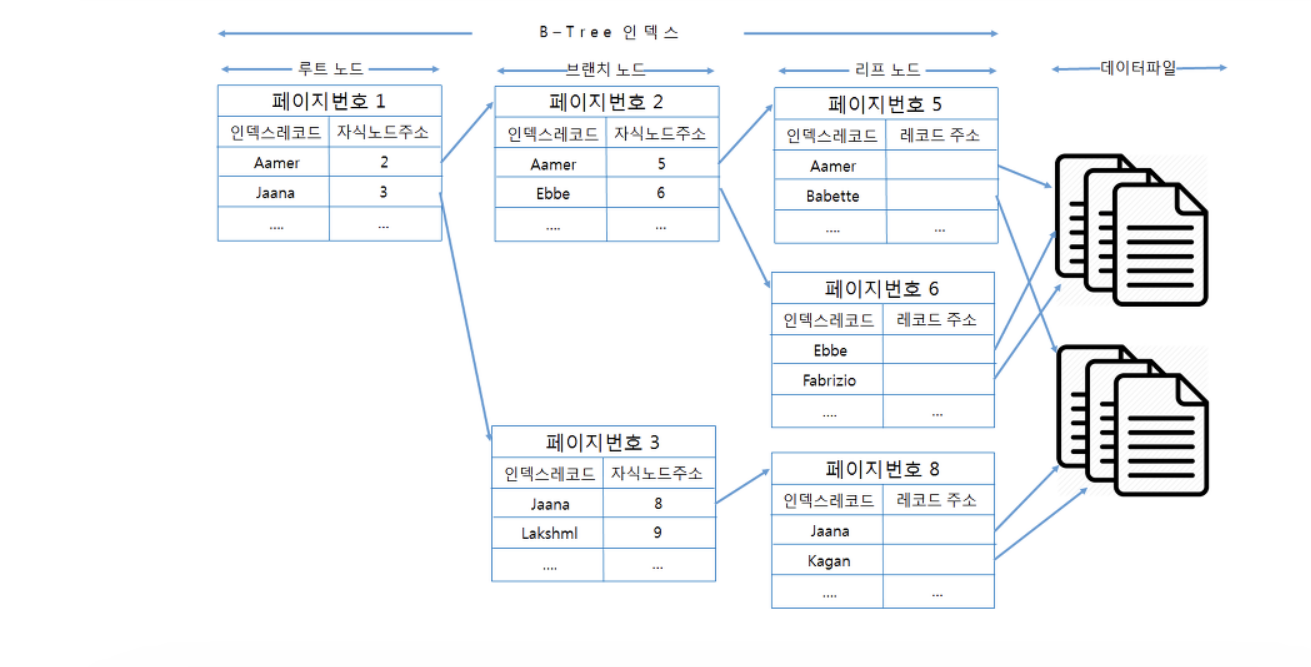 B-Tree 인덱스
루트 노드
브랜치 노드
리프 노드
데이터파일
페이지번호 1
인덱스레코드 자식노드주소
Aamer 2
Jaana 3
.... ...
페이지번호 2
인덱스레코드 자식노드주소
Aamer 5
Ebbe 6
.... ...
페이지번호 5
인덱스레코드 레코드 주소
Aamer
Babette
.... ...
페이지번호 6
인덱스레코드 레코드 주소
Ebbe
Fabrizio
.... ...
페이지번호 3
인덱스레코드 자식노드주소
Jaana 8
Lakshml 9
.... ...
페이지번호 8
인덱스레코드 레코드 주소
Jaana
Kagan
.... ...